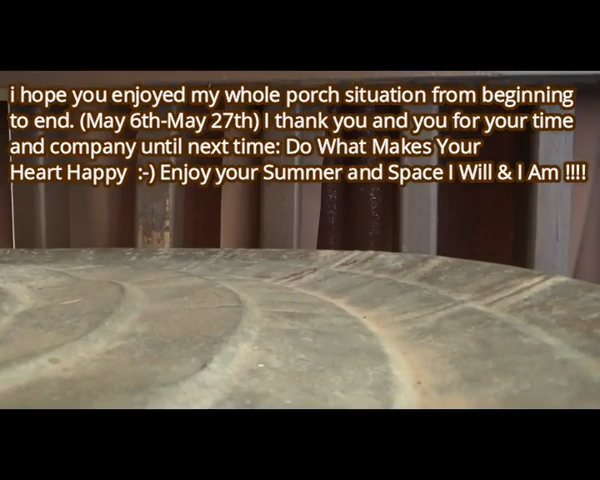 i hope you enjoyed my whole porch situation from beginning
to end. (May 6th-May 27th) I thank you and you for your time
and company until next time: Do What Makes Your
Heart Happy :-) Enjoy your Summer and Space I Will & I Am !!!!